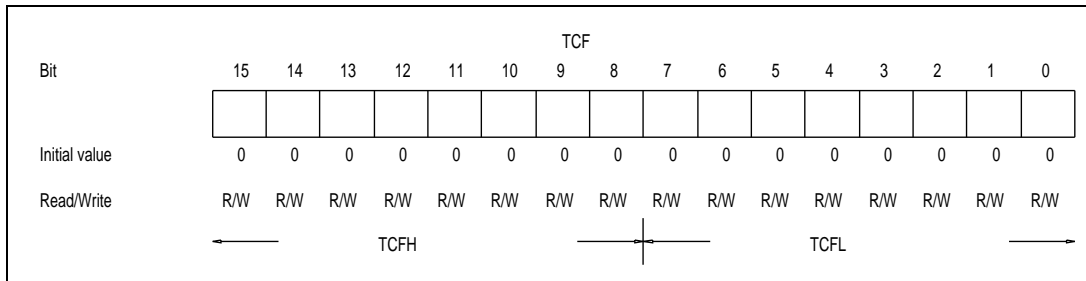 TCF
Bit 15 14 13 12 11 10 9 8 7 6 5 4 3 2 1 0
Initial value 0 0 0 0 0 0 0 0 0 0 0 0 0 0 0 0
Read/Write R/W R/W R/W R/W R/W R/W R/W R/W R/W R/W R/W R/W R/W R/W R/W R/W
TCFH TCFL